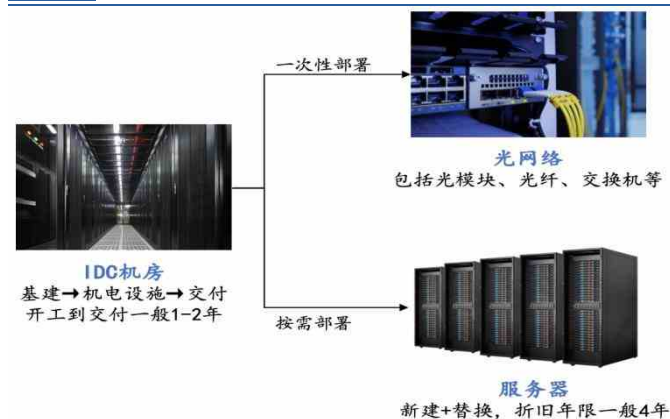 一次性部署
光网络
包括光模块、光纤、交换机等
IDC机房
基建→机电设施→交付
开工到交付一般1-2年
按需部署
服务器
新建+替换，折旧年限一般4年